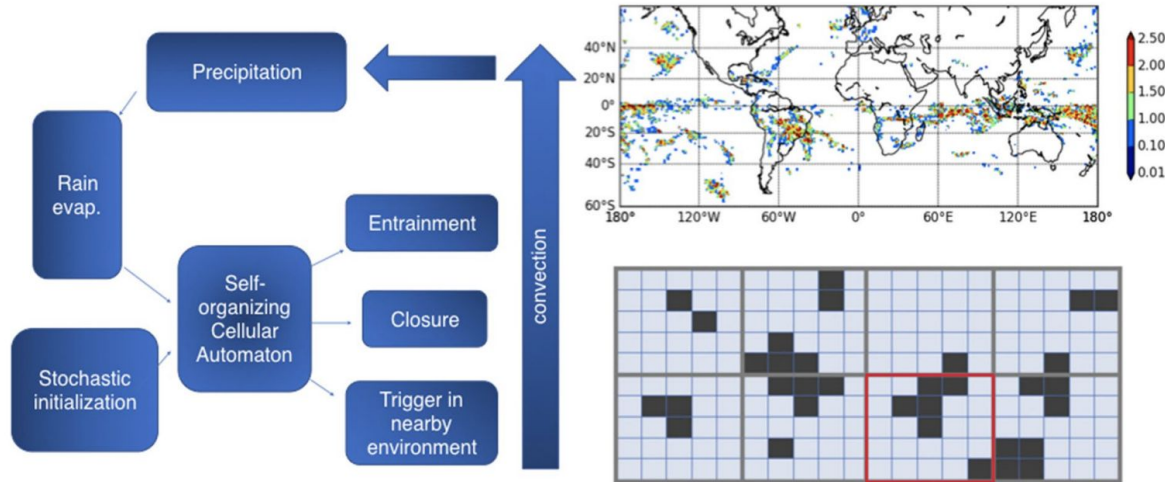 Precipitation
Rain
evap.
Self-
organizing
Cellular
Automaton
Stochastic
initialization
Entrainment
Closure
Trigger in
nearby
environment
convection
40°N
20°N
0°
20°S
40°S
60°S
180°
120°W
60°W
0°
60°E
120°E
180°
2.50
2.00
1.50
1.00
0.10
0.01